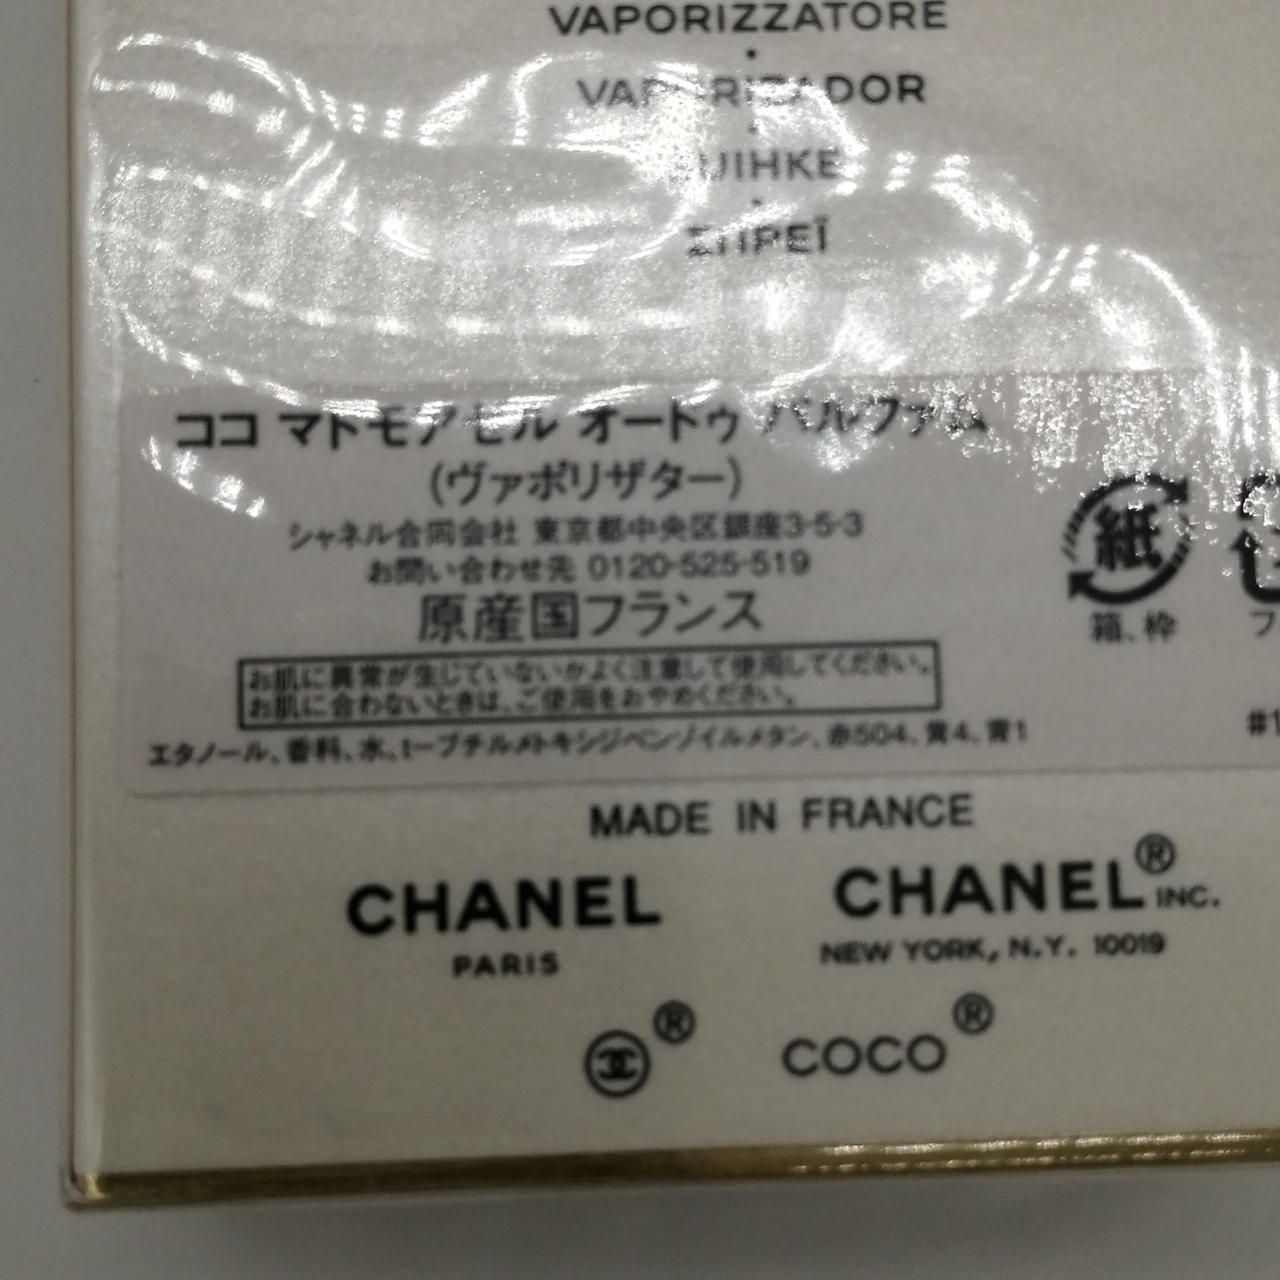 VAPORIZZATORE
VAPORIZADOR
ΣΠΡΕΪ
ココ マドモアゼル オードゥ パルファム
(ヴァポリザター)
シャネル合同会社 東京都中央区銀座3-5-3
お問い合わせ先 0120-525-519
原産国フランス
紙
箱、枠
フ
お肌に異常が生じていないかよく注意して使用してください。
お肌に合わないときは、ご使用をおやめください。
エタノール、香料、水、t-ブチルメトキシジベンゾイルメタン、赤504、黄4、青1
#1
MADE IN FRANCE
CHANEL CHANEL® INC.
PARIS NEW YORK, N.Y. 10019
® COCO®